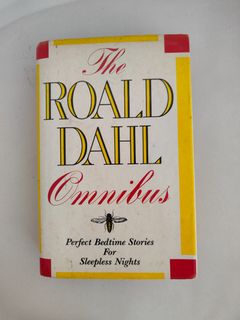 The
ROALD
DAHL
Omnibus
Perfect Bedtime Stories
For
Sleepless Nights